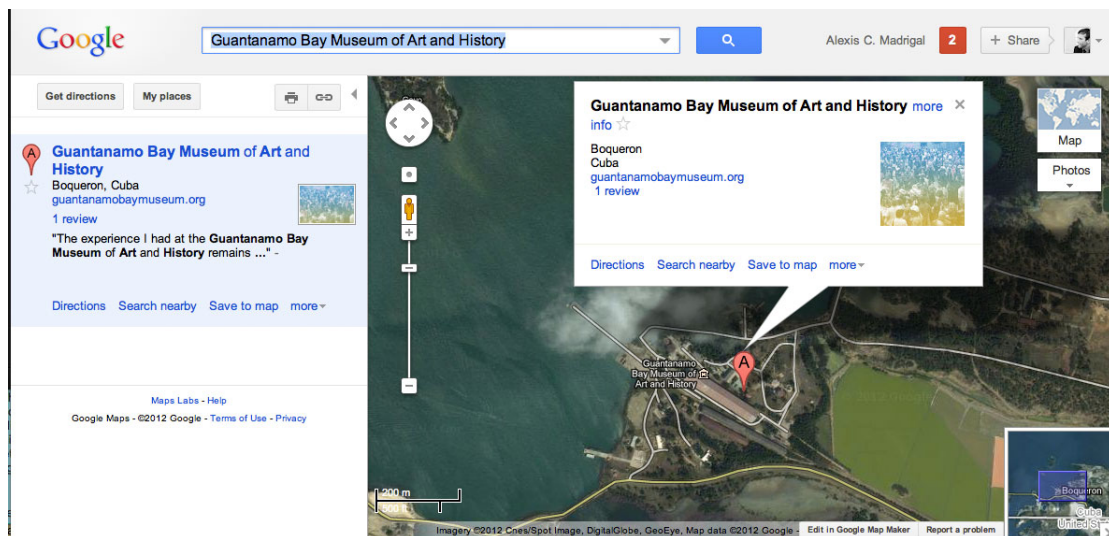 Google
Guantanamo Bay Museum of Art and History
Alexis C. Madrigal
2
+ Share
Get directions
My places
A
Guantanamo Bay Museum of Art and
History
Boqueron, Cuba
guantanamobaymuseum.org
1 review
"The experience I had at the Guantanamo Bay
Museum of Art and History remains ..." -
Directions Search nearby Save to map more
Maps Labs - Help
Google Maps - ©2012 Google - Terms of Use - Privacy
Guantanamo Bay Museum of Art and History more
info
Boqueron
Cuba
guantanamobaymuseum.org
1 review
Directions Search nearby Save to map more
Map
Photos
A
Guantanamo
Bay Museum of
Art and History
200 m
500 ft
Boqueron
Cuba
United S
Imagery ©2012 Cnes/Spot Image, DigitalGlobe, GeoEye, Map data ©2012 Google -
Edit in Google Map Maker
Report a problem